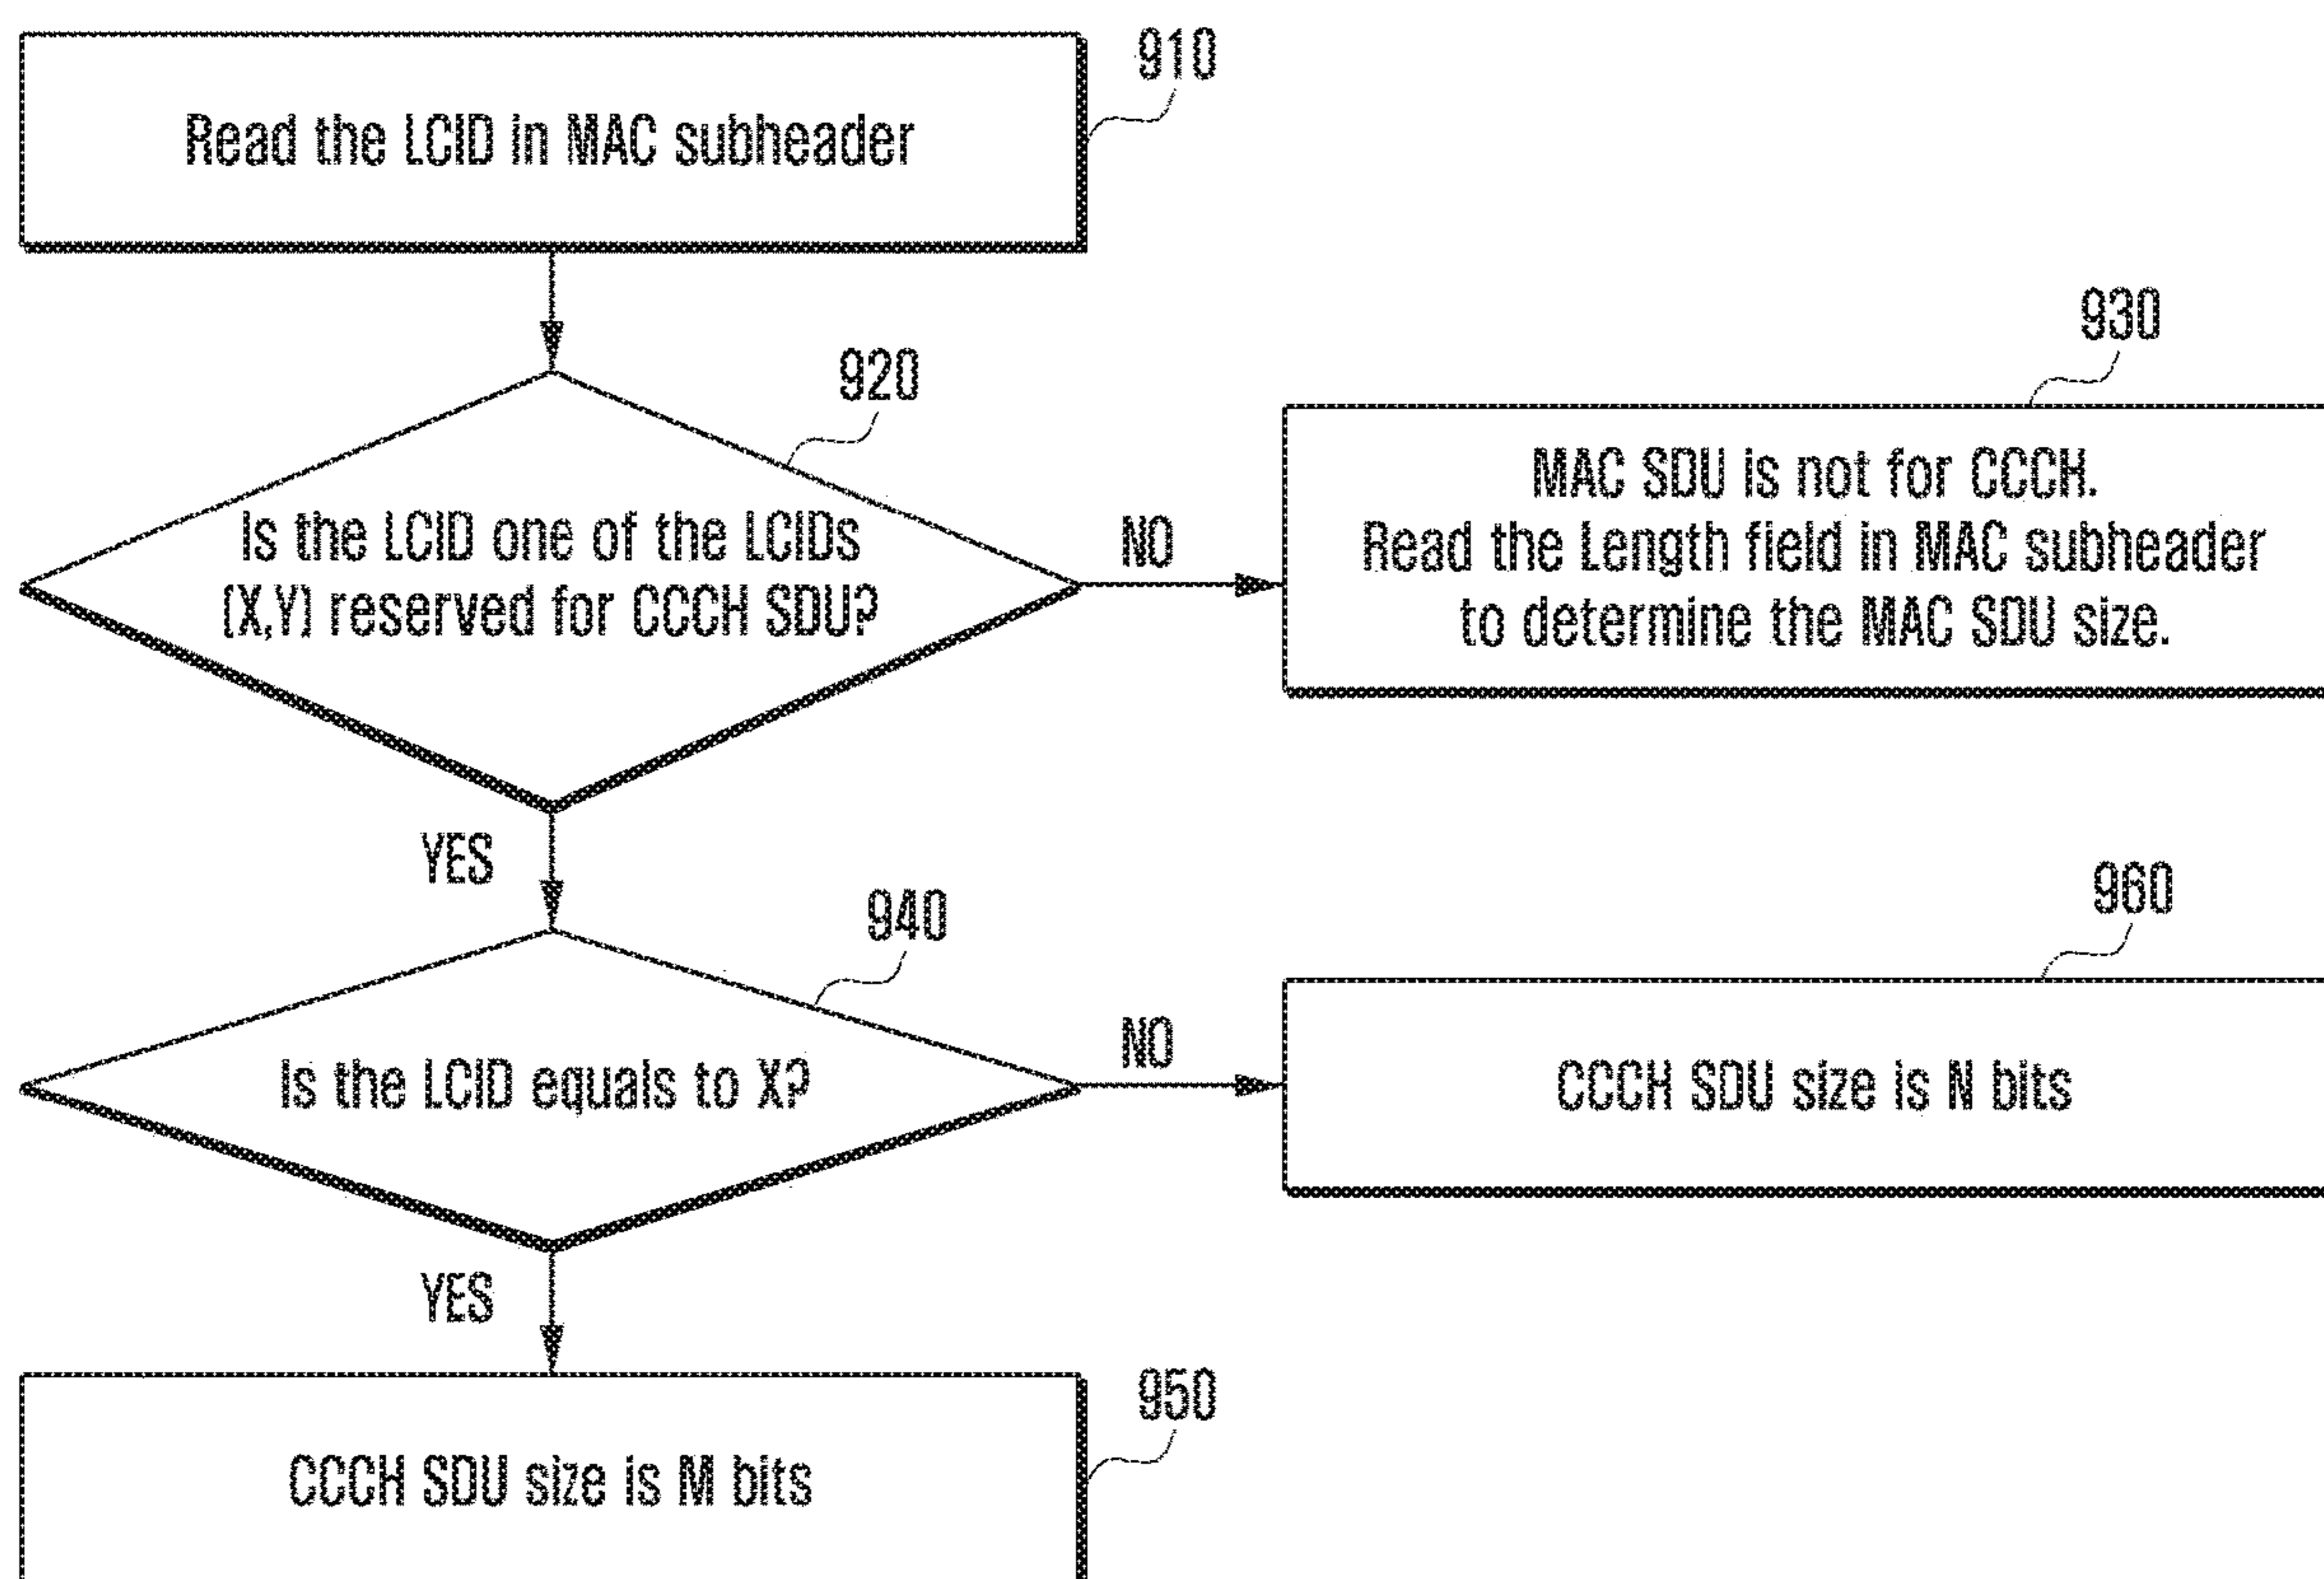 910
Read the LCID in MAC subheader
920
Is the LCID one of the LCIDs
(X,Y) reserved for CCCH SDU?
NO
930
MAC SDU is not for CCCH.
Read the Length field in MAC subheader
to determine the MAC SDU size.
YES
940
Is the LCID equals to X?
NO
960
CCCH SDU size is N bits
YES
950
CCCH SDU size is M bits